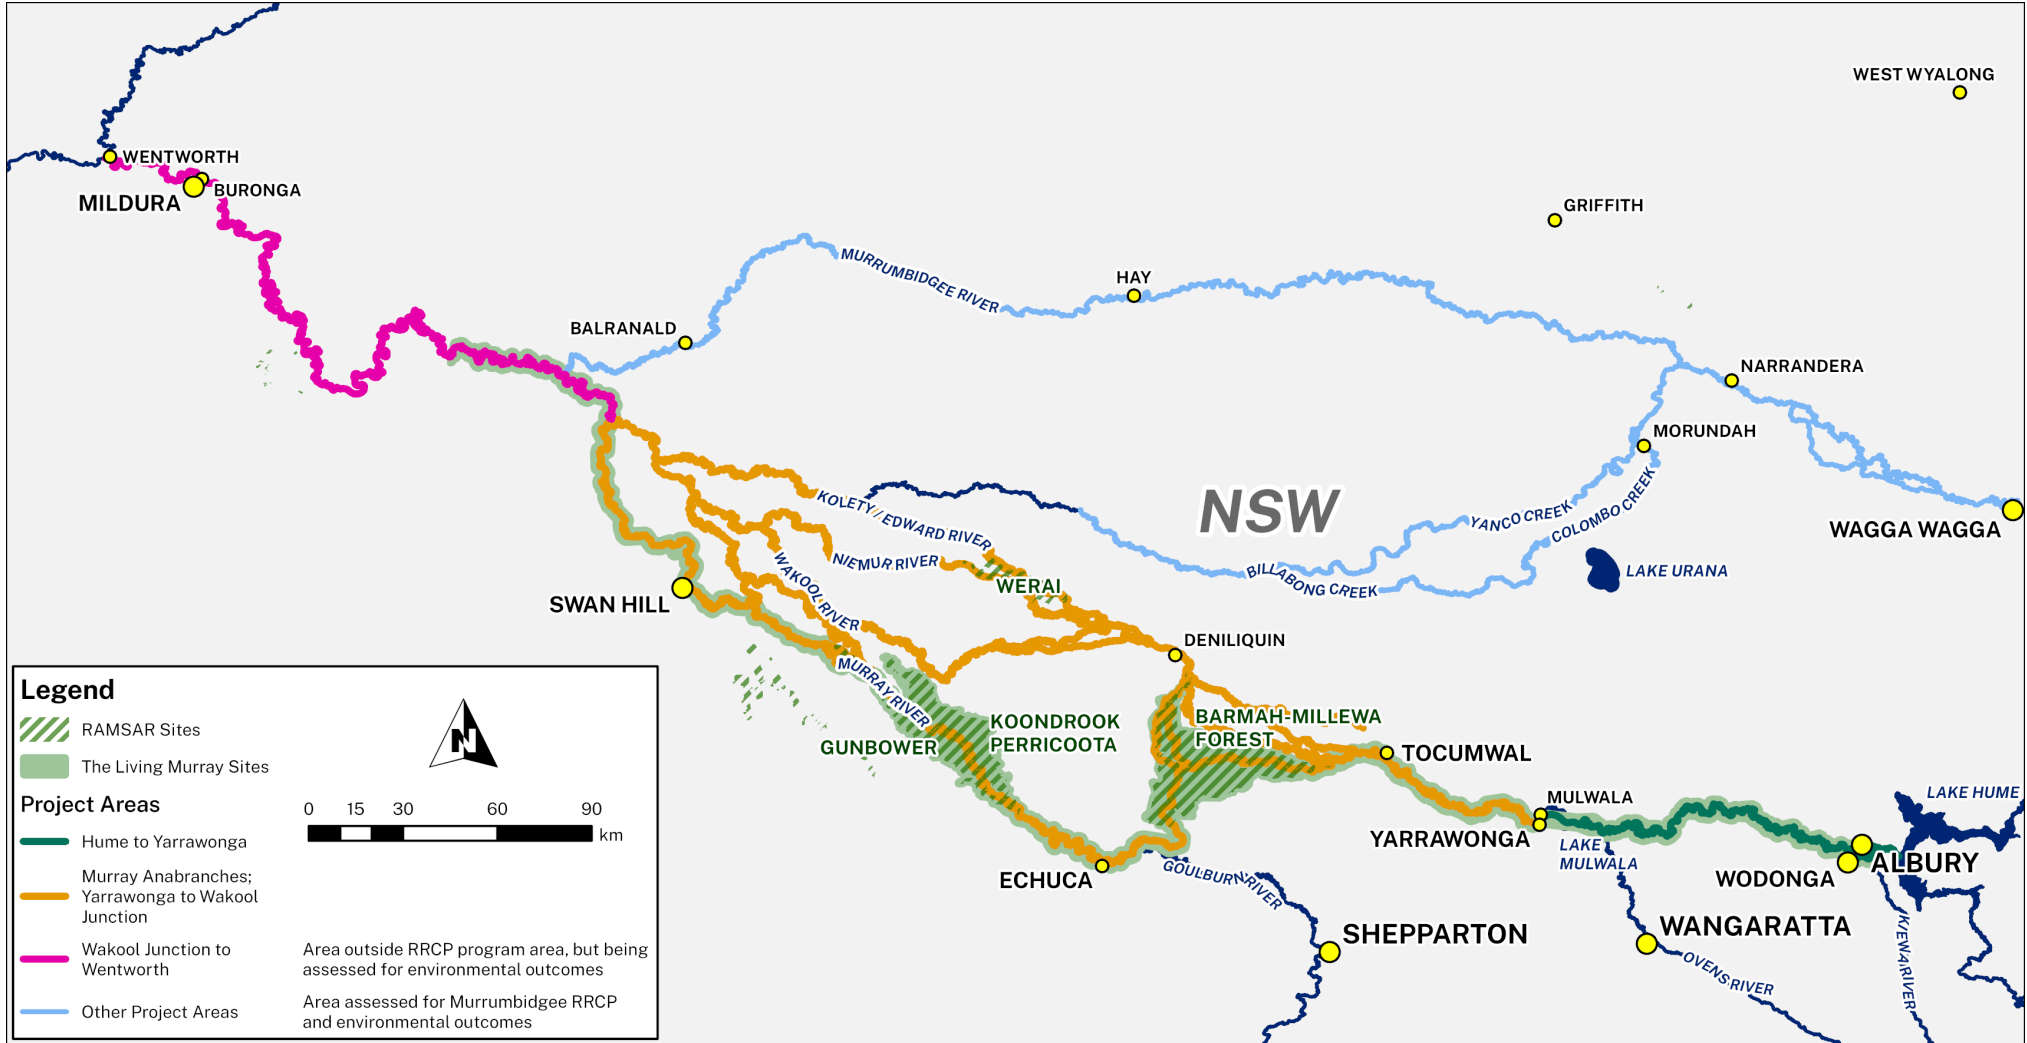 WEST WYALONG
WENTWORTH
BURONGA
MILDURA
GRIFFITH
MURRUMBIDGEE RIVER
HAY
BALRANALD
NARRANDERA
MORUNDAH
KOLETY // EDWARD RIVER
NSW
YANCO CREEK
COLOMBO CREEK
WAGGA WAGGA
NIEMUR RIVER
WAKOOL RIVER
BILLABONG CREEK
LAKE URANA
WERAI
SWAN HILL
DENILIQUIN
MURRAY RIVER
KOONDROOK
PERRICOOTA
BARMAH-MILLEWA
FOREST
GUNBOWER
TOCUMWAL
MULWALA
LAKE HUME
YARRAWONGA
LAKE
MULWALA
ALBURY
WODONGA
ECHUCA
GOULBURN RIVER
SHEPPARTON
WANGARATTA
OVENS RIVER
KIEWA RIVER
Legend
RAMSAR Sites
The Living Murray Sites
N
Project Areas
0 15 30 60 90
km
Hume to Yarrawonga
Murray Anabranches;
Yarrawonga to Wakool
Junction
Wakool Junction to
Wentworth
Area outside RRCP program area, but being
assessed for environmental outcomes
Other Project Areas
Area assessed for Murrumbidgee RRCP
and environmental outcomes